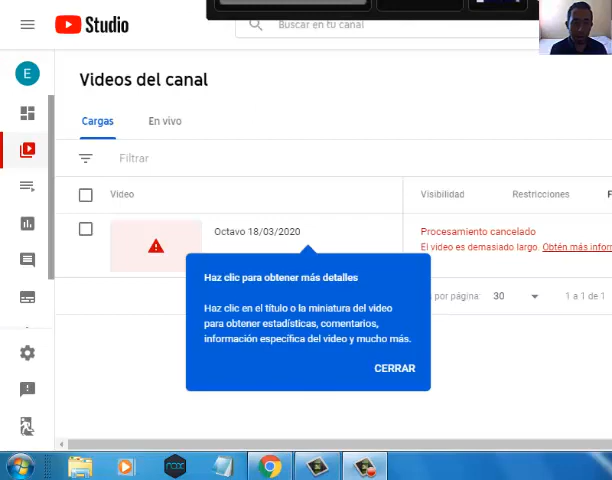 Studio
Buscar en tu canal
E
Videos del canal
Cargas
En vivo
Filtrar
Video
Visibilidad
Restricciones
F
Octavo 18/03/2020
Procesamiento cancelado
El video es demasiado largo. Obtén más inform
Haz clic para obtener más detalles
Haz clic en el título o la miniatura del video
para obtener estadísticas, comentarios,
información específica del video y mucho más.
CERRAR
s por página:
30
1 a 1 de 1
nox